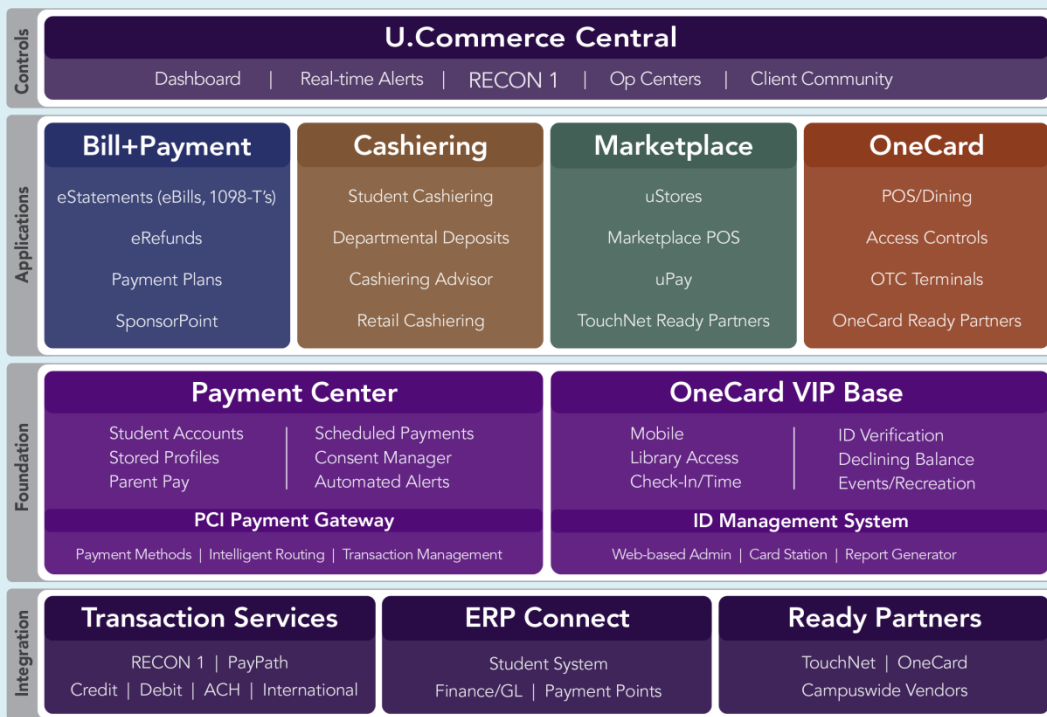 Controls
U.Commerce Central
Dashboard | Real-time Alerts | RECON 1 | Op Centers | Client Community
Applications
Bill+Payment
eStatements (eBills, 1098-T's)
eRefunds
Payment Plans
SponsorPoint
Cashiering
Student Cashiering
Departmental Deposits
Cashiering Advisor
Retail Cashiering
Marketplace
uStores
Marketplace POS
uPay
TouchNet Ready Partners
OneCard
POS/Dining
Access Controls
OTC Terminals
OneCard Ready Partners
Foundation
Payment Center
Student Accounts
Stored Profiles
Parent Pay
Scheduled Payments
Consent Manager
Automated Alerts
PCI Payment Gateway
Payment Methods | Intelligent Routing | Transaction Management
OneCard VIP Base
Mobile
Library Access
Check-In/Time
ID Verification
Declining Balance
Events/Recreation
ID Management System
Web-based Admin | Card Station | Report Generator
Integration
Transaction Services
RECON 1 | PayPath
Credit | Debit | ACH | International
ERP Connect
Student System
Finance/GL | Payment Points
Ready Partners
TouchNet | OneCard
Campuswide Vendors